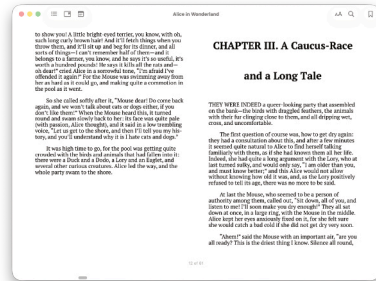 Alice in Wonderland
AA
to show you! A little bright-eyed terrier, you know, with oh,
such long curly brown hair! And it'll fetch things when you
throw them, and it'll sit up and beg for its dinner, and all
sorts of things—I can't remember half of them—and it
belongs to a farmer, you know, and he says it's so useful, it's
worth a hundred pounds! He says it kills all the rats and—
oh dear!" cried Alice in a sorrowful tone, "I'm afraid I've
offended it again!" For the Mouse was swimming away from
her as hard as it could go, and making quite a commotion in
the pool as it went.
So she called softly after it, "Mouse dear! Do come back
again, and we won't talk about cats or dogs either, if you
don't like them!" When the Mouse heard this, it turned
round and swam slowly back to her: its face was quite pale
(with passion, Alice thought), and it said in a low trembling
voice, "Let us get to the shore, and then I'll tell you my his-
tory, and you'll understand why it is I hate cats and dogs."
It was high time to go, for the pool was getting quite
crowded with the birds and animals that had fallen into it:
there were a Duck and a Dodo, a Lory and an Eaglet, and
several other curious creatures. Alice led the way, and the
whole party swam to the shore.
CHAPTER III. A Caucus-Race
and a Long Tale
THEY WERE INDEED a queer-looking party that assembled
on the bank—the birds with draggled feathers, the animals
with their fur clinging close to them, and all dripping wet,
cross, and uncomfortable.
The first question of course was, how to get dry again:
they had a consultation about this, and after a few minutes
it seemed quite natural to Alice to find herself talking
familiarly with them, as if she had known them all her life.
Indeed, she had quite a long argument with the Lory, who at
last turned sulky, and would only say, "I am older than you,
and must know better;" and this Alice would not allow
without knowing how old it was, and, as the Lory positively
refused to tell its age, there was no more to be said.
At last the Mouse, who seemed to be a person of
authority among them, called out, "Sit down, all of you, and
listen to me! I'll soon make you dry enough!" They all sat
down at once, in a large ring, with the Mouse in the middle.
Alice kept her eyes anxiously fixed on it, for she felt sure
she would catch a bad cold if she did not get dry very soon.
"Ahem!" said the Mouse with an important air, "are you
all ready? This is the driest thing I know. Silence all round,